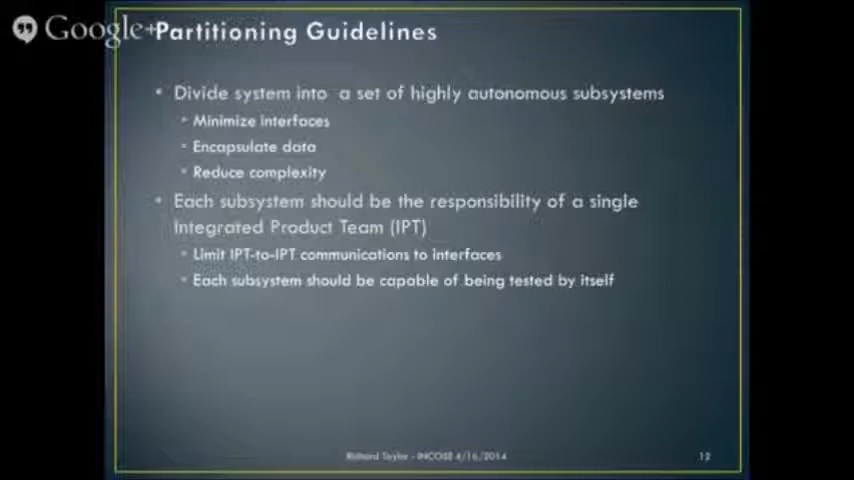 Google+
Partitioning Guidelines
• Divide system into a set of highly autonomous subsystems
• Minimize interfaces
• Encapsulate data
• Reduce complexity
• Each subsystem should be the responsibility of a single
Integrated Product Team (IPT)
• Limit IPT-to-IPT communications to interfaces
• Each subsystem should be capable of being tested by itself
Richard Taylor - INCOSE 4/16/2014
12